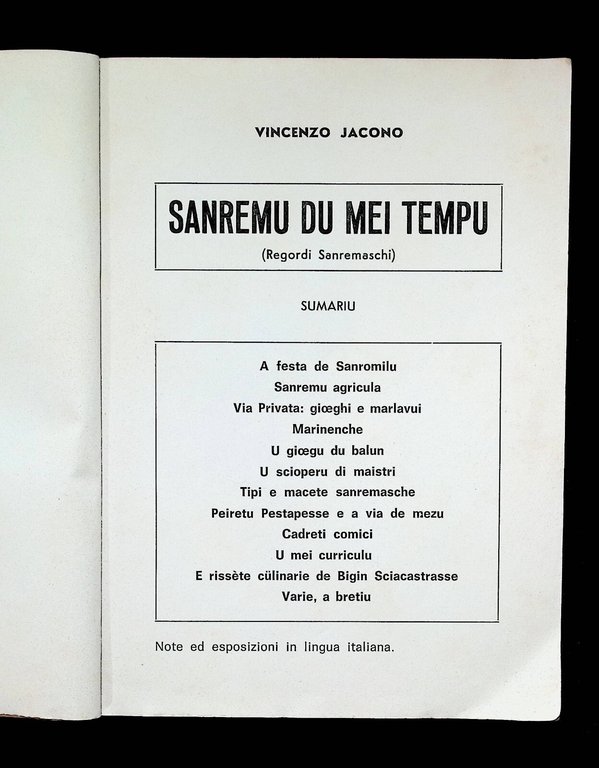 VINCENZO JACONO
SANREMU DU MEI TEMPU
(Regordi Sanremaschi)
SUMARIU
A festa de Sanromilu
Sanremu agricula
Via Privata: giœghi e marlavui
Marinenche
U giœgu du balun
U scioperu di maistri
Tipi e macete sanremasche
Peiretu Pestapesse e a via de mezu
Cadreti comici
U mei curriculu
E rissète cülinarie de Bigin Sciacastrasse
Varie, a bretiu
Note ed esposizioni in lingua italiana.